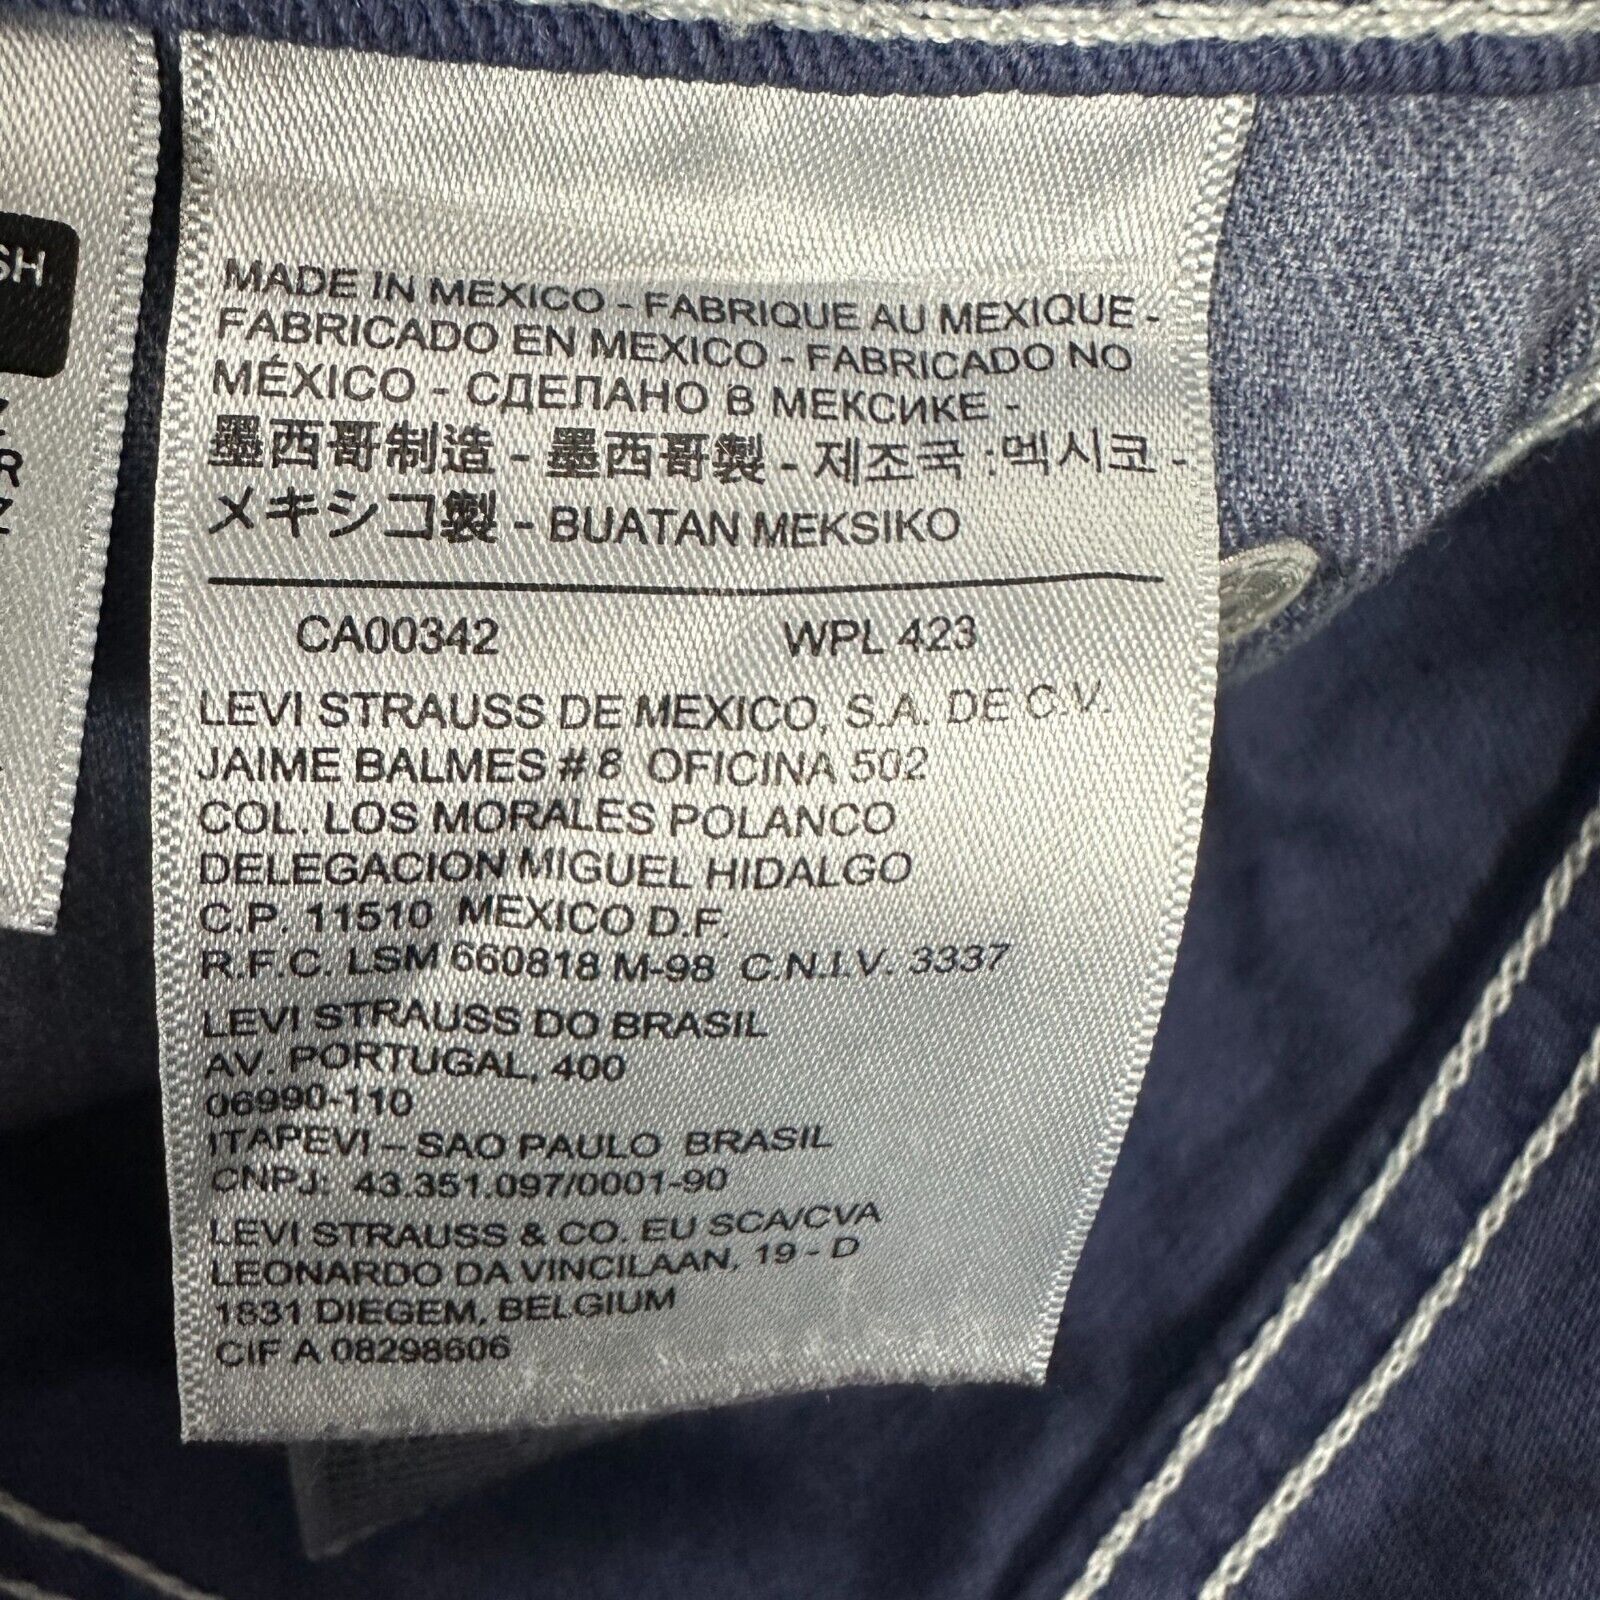 SH
R
Z
MADE IN MEXICO - FABRIQUE AU MEXIQUE -
FABRICADO EN MEXICO - FABRICADO NO
MÉXICO - СДЕЛАНО В МЕКСИКЕ -
墨西哥制造 - 墨西哥製 - 제조국 :멕시코 -
メキシコ製 - BUATAN MEKSIKO
CA00342 WPL 423
LEVI STRAUSS DE MEXICO, S.A. DE C.V.
JAIME BALMES #8 OFICINA 502
COL. LOS MORALES POLANCO
DELEGACION MIGUEL HIDALGO
C.P. 11510 MEXICO D.F.
R.F.C. LSM 660818 M-98 C.N.I.V. 3337
LEVI STRAUSS DO BRASIL
AV. PORTUGAL, 400
06990-110
ITAPEVI – SAO PAULO BRASIL
CNPJ: 43.351.097/0001-90
LEVI STRAUSS & CO. EU SCA/CVA
LEONARDO DA VINCILAAN, 19 - D
1831 DIEGEM, BELGIUM
CIF A 08298606